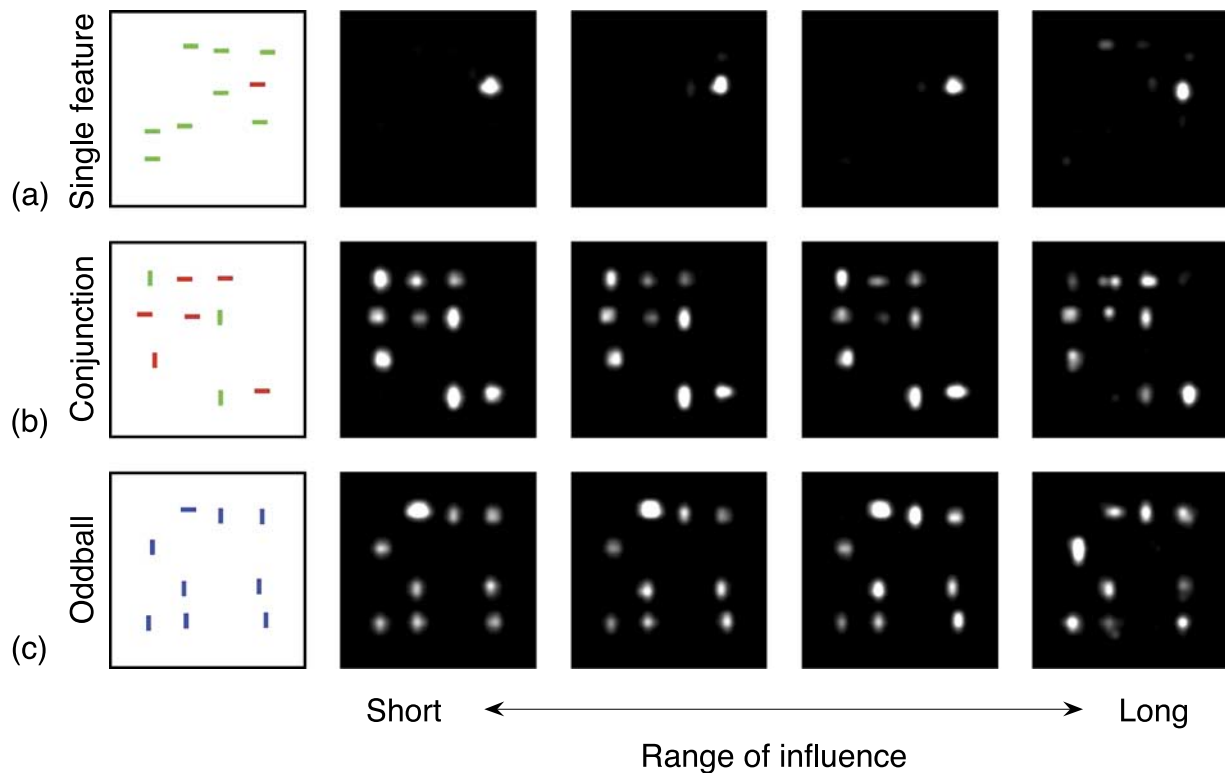 (a)
Single feature
(b)
Conjunction
(c)
Oddball
Short
Long
Range of influence